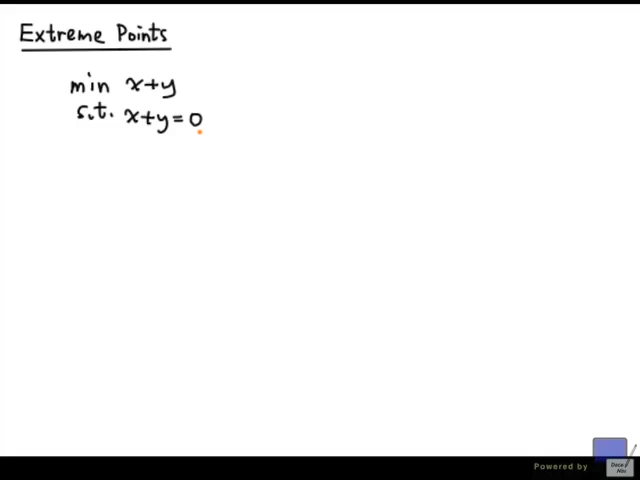 Extreme Points
min x+y
s.t. x+y=0
Powered by